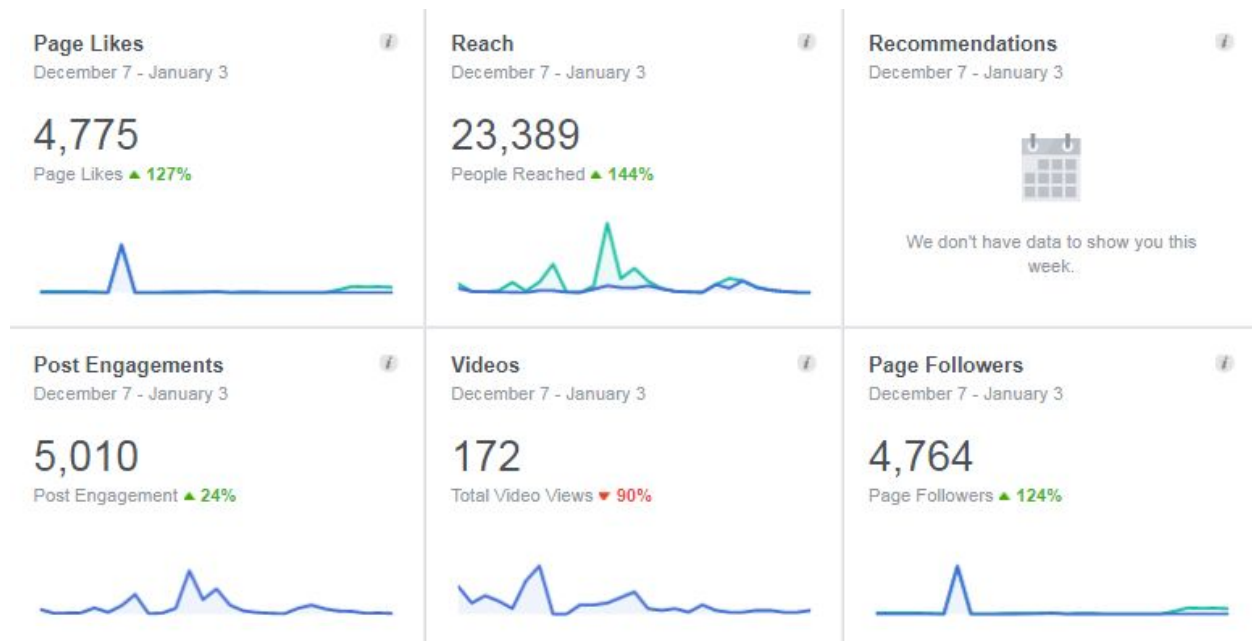 Page Likes
December 7 - January 3
4,775
Page Likes ▲ 127%
Reach
December 7 - January 3
23,389
People Reached ▲ 144%
Recommendations
December 7 - January 3
We don't have data to show you this
week.
Post Engagements
December 7 - January 3
5,010
Post Engagement ▲ 24%
Videos
December 7 - January 3
172
Total Video Views ▼ 90%
Page Followers
December 7 - January 3
4,764
Page Followers ▲ 124%